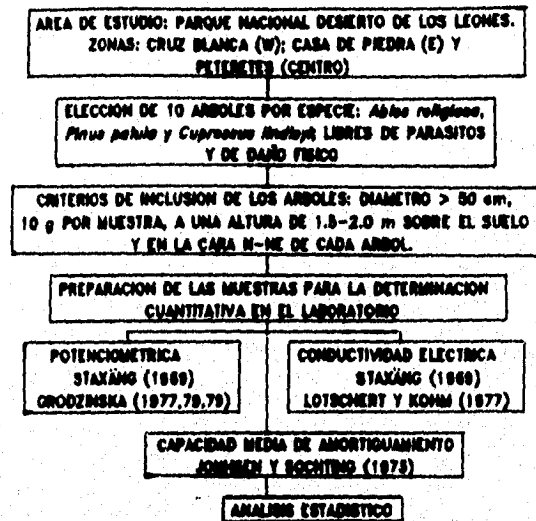 AREA DE ESTUDIO: PARQUE NACIONAL DESIERTO DE LOS LEONES.
ZONAS: CRUZ BLANCA (W); CASA DE PIEDRA (E) Y
PETERETES (CENTRO)
ELECCION DE 10 ARBOLES POR ESPECIE: Abies religiosa,
Pinus patula y Cupressus lindleyi; LIBRES DE PARASITOS
Y DE DAÑO FISICO
CRITERIOS DE INCLUSION DE LOS ARBOLES: DIAMETRO > 50 cm,
10 g POR MUESTRA, A UNA ALTURA DE 1.5-2.0 m SOBRE EL SUELO
Y EN LA CARA N-NE DE CADA ARBOL.
PREPARACION DE LAS MUESTRAS PARA LA DETERMINACION
CUANTITATIVA EN EL LABORATORIO
POTENCIOMETRICA
STAXÄNG (1969)
GRODZINSKA (1977,79,79)
CONDUCTIVIDAD ELECTRICA
STAXÄNG (1969)
LOTSCHERT Y KOHM (1977)
CAPACIDAD MEDIA DE AMORTIGUAMIENTO
JOHNSEN Y SOCHTING (1973)
ANALISIS ESTADISTICO